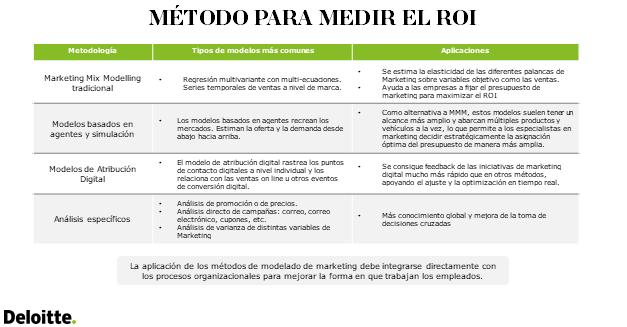 MÉTODO PARA MEDIR EL ROI
Metodología
Tipos de modelos más comunes
Aplicaciones
Marketing Mix Modelling
tradicional
• Regresión multivariante con multi-ecuadores.
Series temporales de ventas a nivel de marca.
• Se estima la elasticidad de las diferentes palancas de
Marketing sobre variables objetivo como las ventas.
• Ayuda a las empresas a fijar el presupuesto de
marketing para maximizar el ROI
Modelos basados en
agentes y simulación
• Los modelos basados en agentes recrean los
mercados. Estiman la oferta y la demanda desde
abajo hacia arriba.
• Como alternativa a MMM, estos modelos suelen tener un
alcance más amplio y abarcan múltiples productos y
vehículos a la vez, lo que permite a los especialistas en
marketing decidir estratégicamente la asignación
óptima del presupuesto de manera más amplia.
Modelos de Atribución
Digital
• El modelo de atribución digital rastrea los puntos
de contacto digitales a nivel individual y los
relaciona con las ventas on line u otros eventos
de conversión digital.
• Se consigue feedback de las iniciativas de marketing
digital mucho más rápido que en otros métodos,
apoyando el ajuste y la optimización en tiempo real.
Análisis específicos
• Análisis de promoción o de precios.
• Análisis directo de campañas: correo, correo
electrónico, cupones, etc.
• Análisis de varianza de distintas variables de
Marketing
• Más conocimiento global y mejora de la toma de
decisiones cruzadas
La aplicación de los métodos de modelado de marketing debe integrarse directamente con
los procesos organizacionales para mejorar la forma en que trabajan los empleados.
Deloitte.